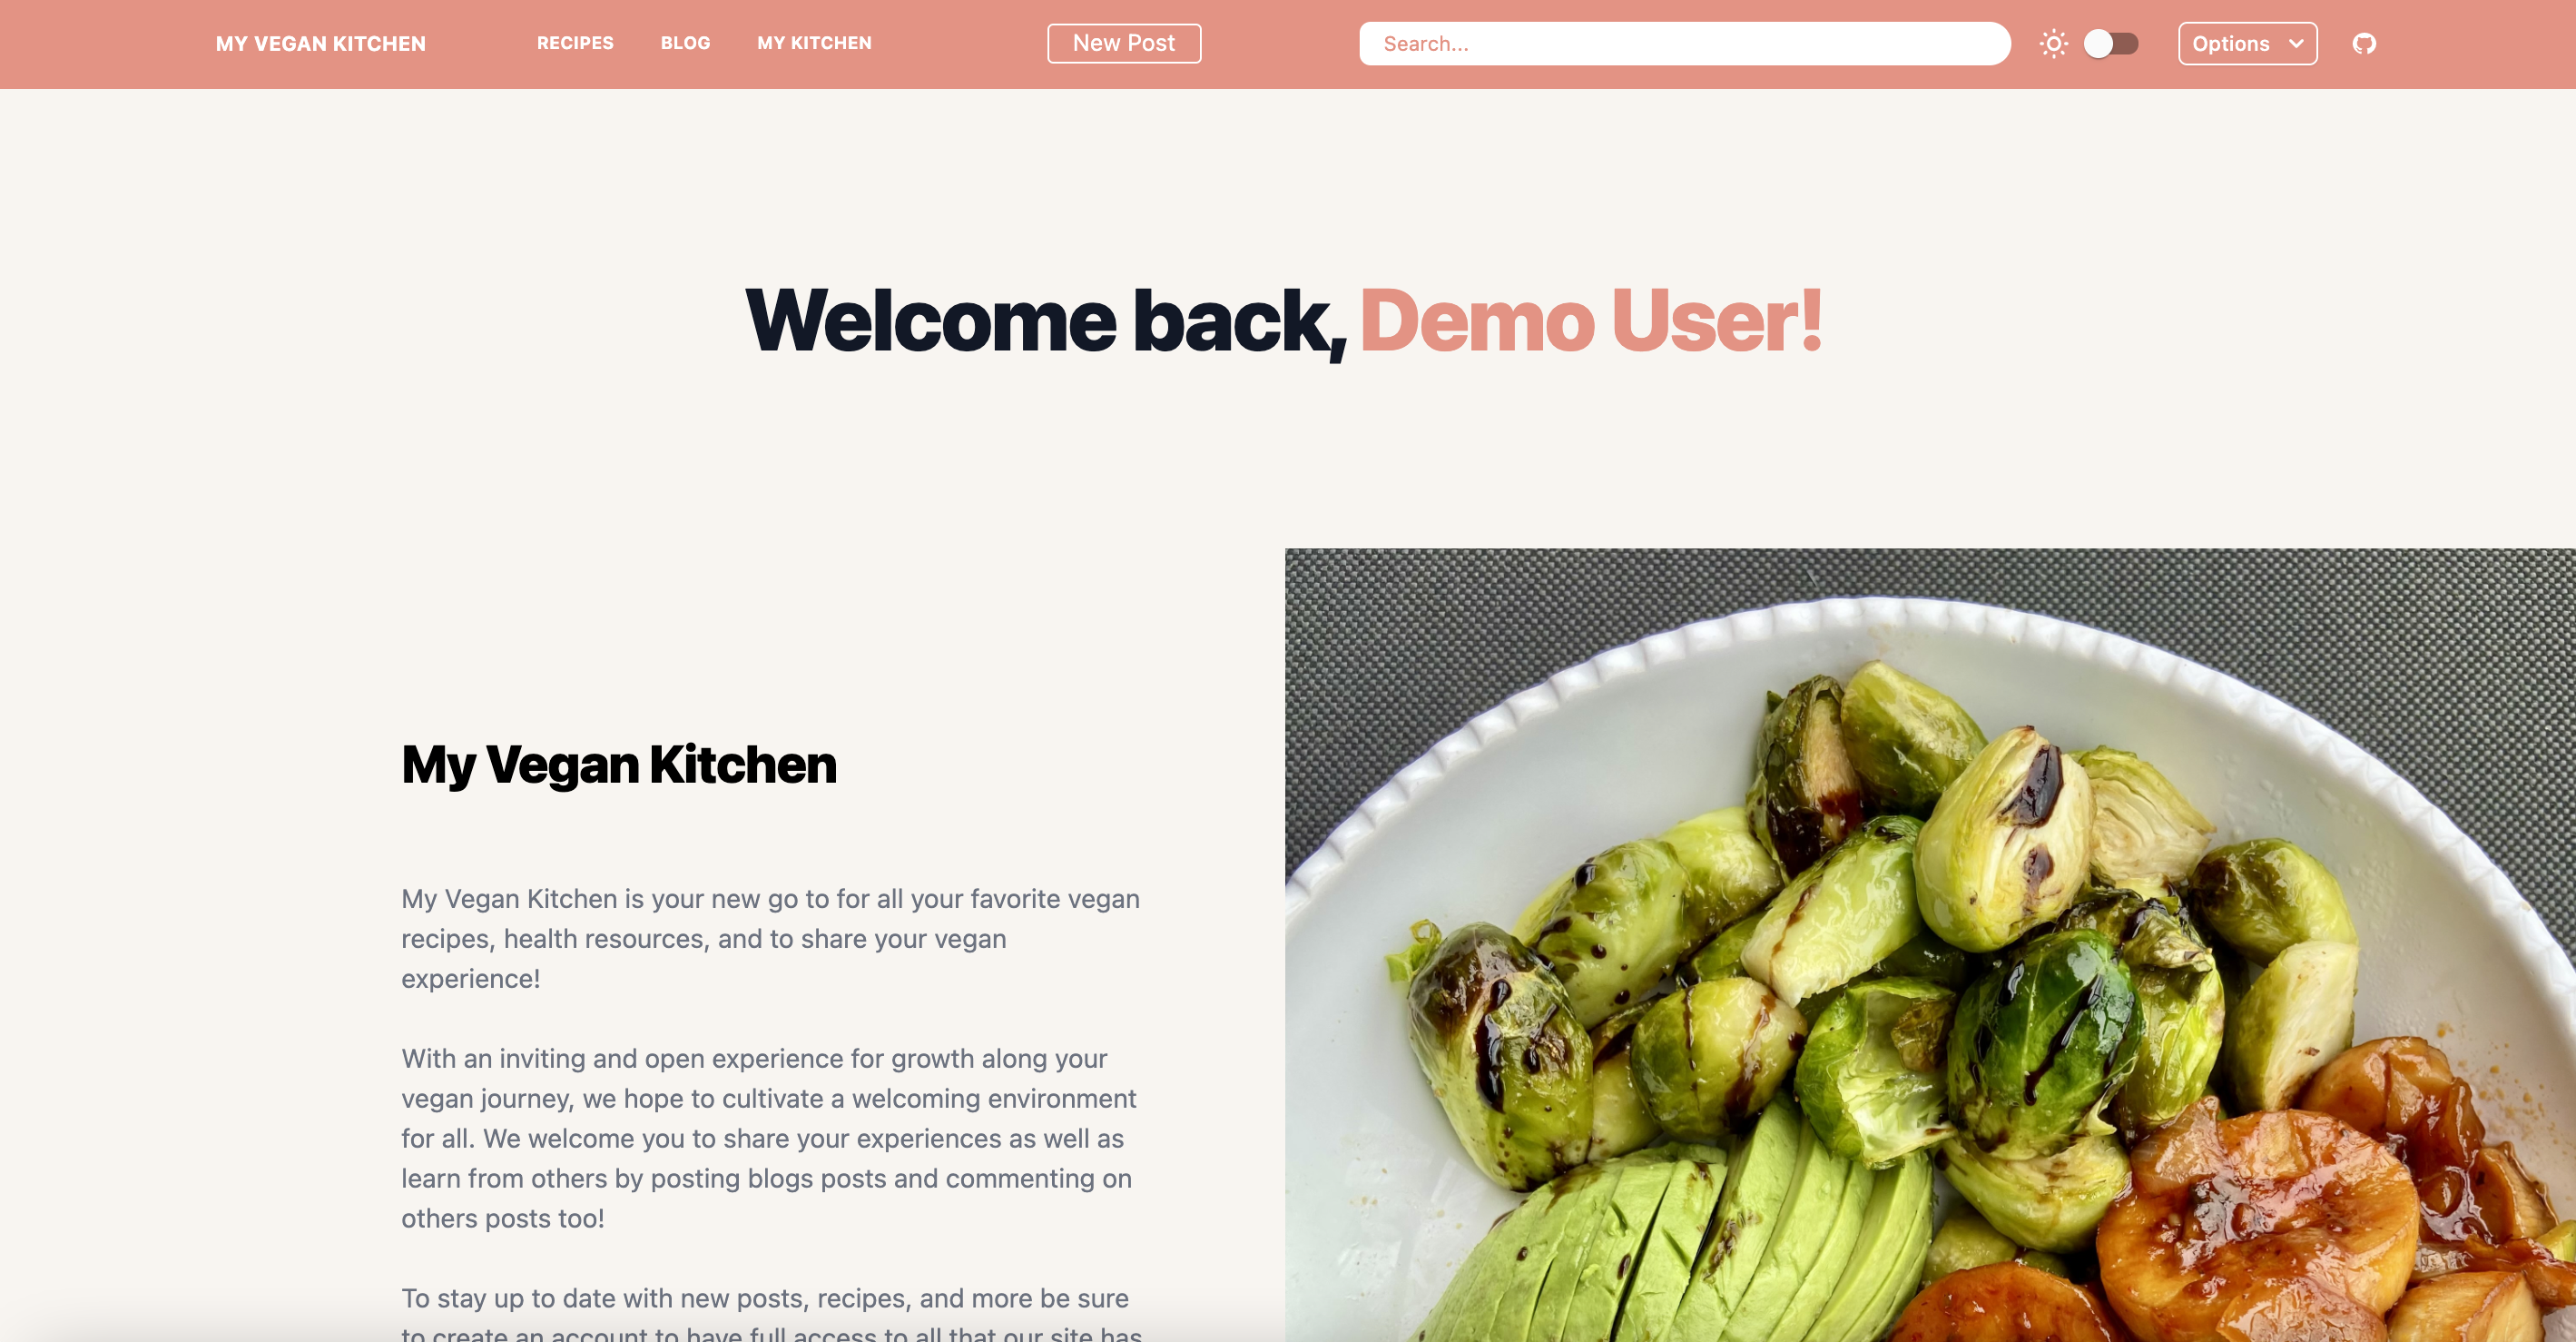 MY VEGAN KITCHEN RECIPES BLOG MY KITCHEN New Post Search... Options
Welcome back, Demo User!
My Vegan Kitchen
My Vegan Kitchen is your new go to for all your favorite vegan
recipes, health resources, and to share your vegan
experience!
With an inviting and open experience for growth along your
vegan journey, we hope to cultivate a welcoming environment
for all. We welcome you to share your experiences as well as
learn from others by posting blogs posts and commenting on
others posts too!
To stay up to date with new posts, recipes, and more be sure
to create an account to have full access to all that our site has